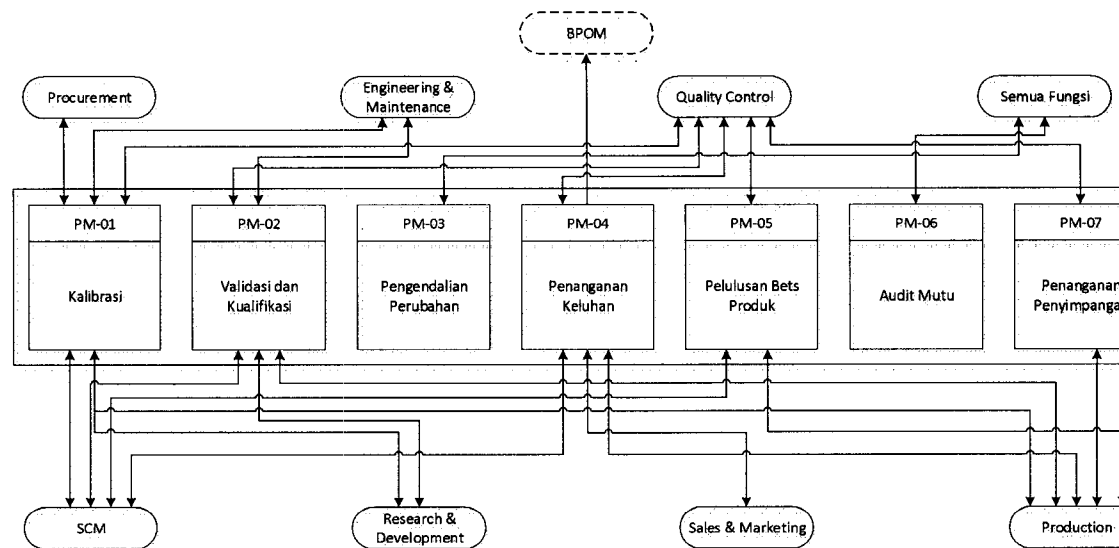 BPOM
Procurement
Engineering &
Maintenance
Quality Control
Semua Fungsi
PM-01
PM-02
PM-03
PM-04
PM-05
PM-06
PM-07
Kalibrasi
Validasi dan
Kualifikasi
Pengendalian
Perubahan
Penanganan
Keluhan
Pelulusan Bets
Produk
Audit Mutu
Penanganan
Penyimpanga
SCM
Research &
Development
Sales & Marketing
Production